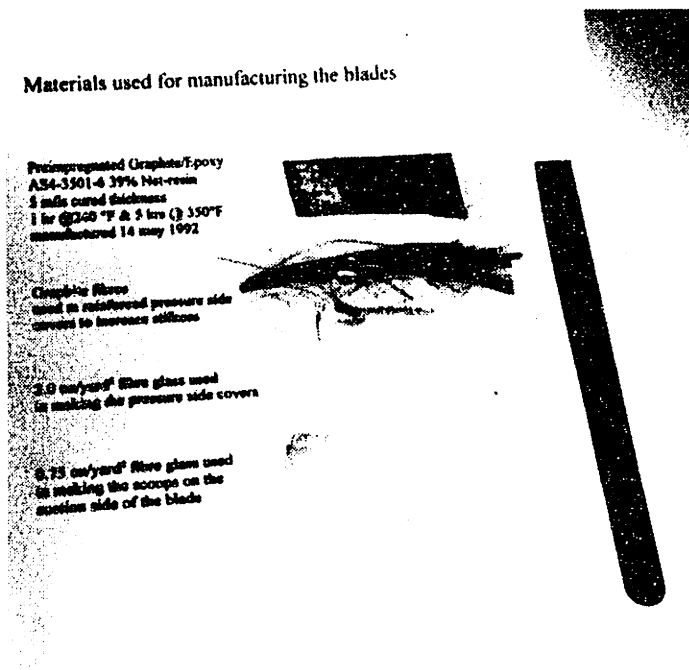 Materials used for manufacturing the blades
Preimpregnated Graphite/Epoxy
AS4-3501-6 39% Net-resin
5 mils cured thickness
1 hr @240 °F & 5 hrs @ 350°F
manufactured 14 may 1992
Graphite fibres
used in reinforced pressure side
covers to increase stiffness
2.0 oz/yard² fibre glass used
in making the pressure side covers
0.75 oz/yard² fibre glass used
in making the scoops on the
suction side of the blade